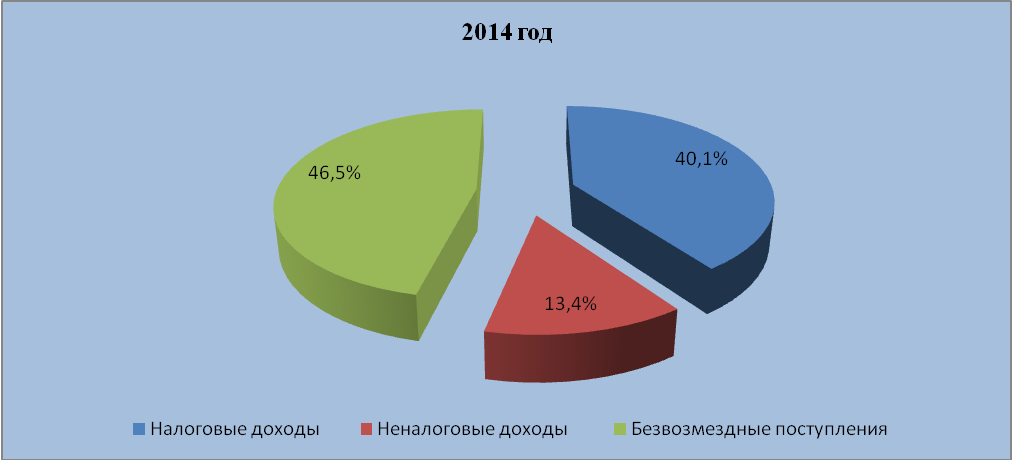 2014 год
46,5%
40,1%
13,4%
Налоговые доходы
Неналоговые доходы
Безвозмездные поступления